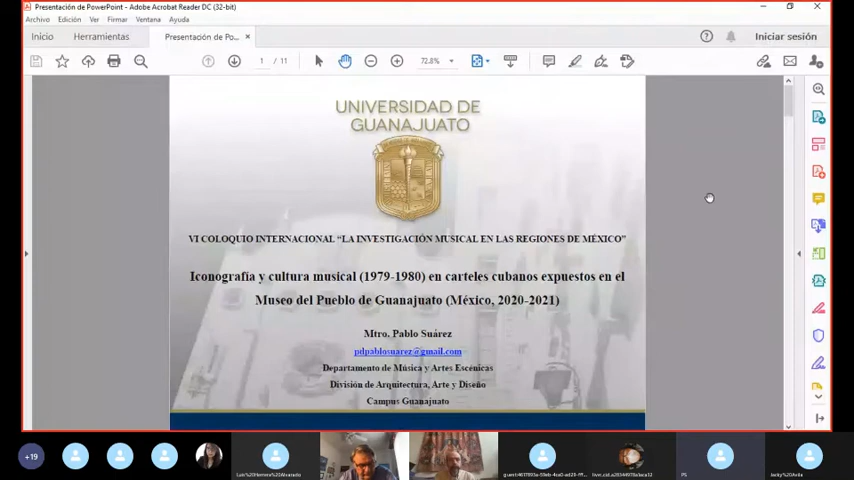 Presentación de PowerPoint - Adobe Acrobat Reader DC (32-bit)
Archivo Edición Ver Firmar Ventana Ayuda
Inicio Herramientas Presentación de Po... × Iniciar sesión
1 / 11 72.8%
UNIVERSIDAD DE
GUANAJUATO
VI COLOQUIO INTERNACIONAL “LA INVESTIGACIÓN MUSICAL EN LAS REGIONES DE MÉXICO”
Iconografía y cultura musical (1979-1980) en carteles cubanos expuestos en el
Museo del Pueblo de Guanajuato (México, 2020-2021)
Mtro. Pablo Suárez
pdpablosuarez@gmail.com
Departamento de Música y Artes Escénicas
División de Arquitectura, Arte y Diseño
Campus Guanajuato
+19
PS